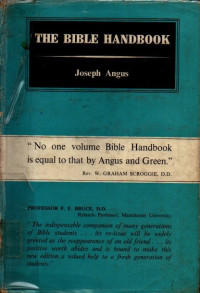 THE BIBLE HANDBOOK
Joseph Angus
“No one volume Bible Handbook
is equal to that by Angus and Green.”
Rev. W. GRAHAM SCROGGIE, D.D.
PROFESSOR F. F. BRUCE, D.D.
Rylands Professor, Manchester University
The indispensable companion of many generations
of Bible students . . . its re-issue will be widely
greeted as the reappearance of an old friend . . . its
positive worth abides and is bound to make this
new edition a valued help to a fresh generation of
students.